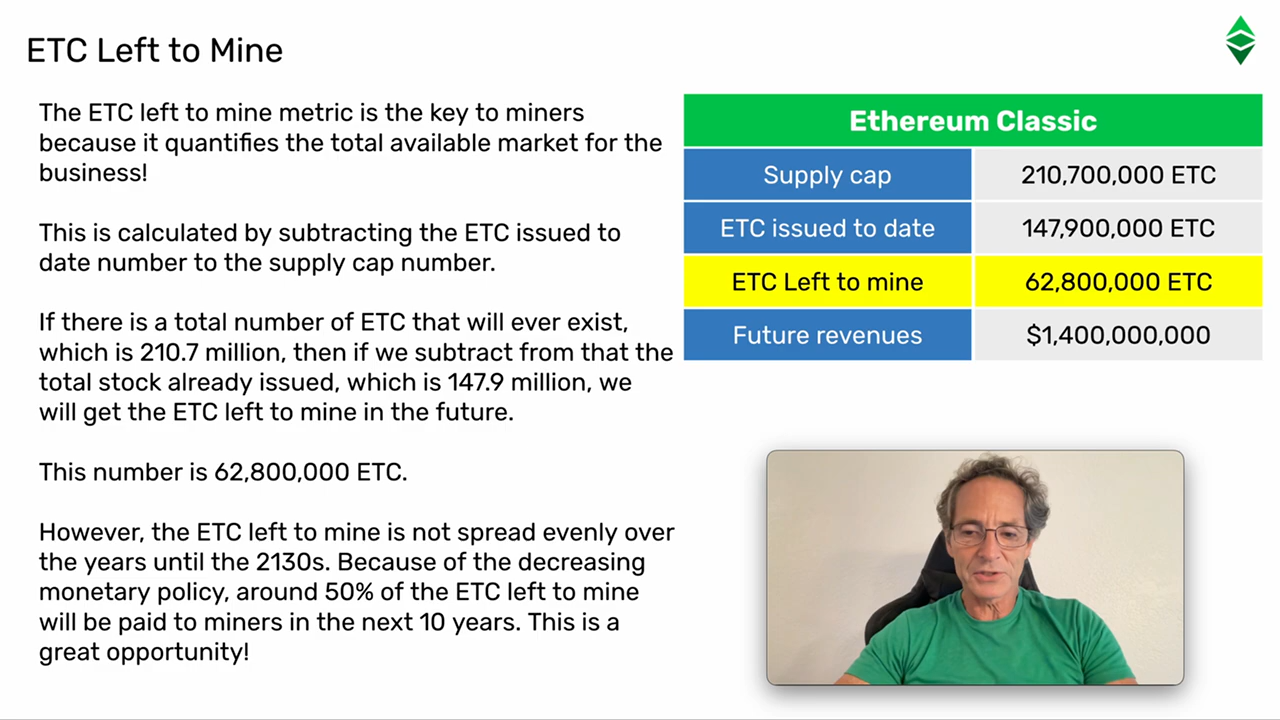 ETC Left to Mine
The ETC left to mine metric is the key to miners
because it quantifies the total available market for the
business!
This is calculated by subtracting the ETC issued to
date number to the supply cap number.
If there is a total number of ETC that will ever exist,
which is 210.7 million, then if we subtract from that the
total stock already issued, which is 147.9 million, we
will get the ETC left to mine in the future.
This number is 62,800,000 ETC.
However, the ETC left to mine is not spread evenly over
the years until the 2130s. Because of the decreasing
monetary policy, around 50% of the ETC left to mine
will be paid to miners in the next 10 years. This is a
great opportunity!
Ethereum Classic
Supply cap 210,700,000 ETC
ETC issued to date 147,900,000 ETC
ETC Left to mine 62,800,000 ETC
Future revenues $1,400,000,000